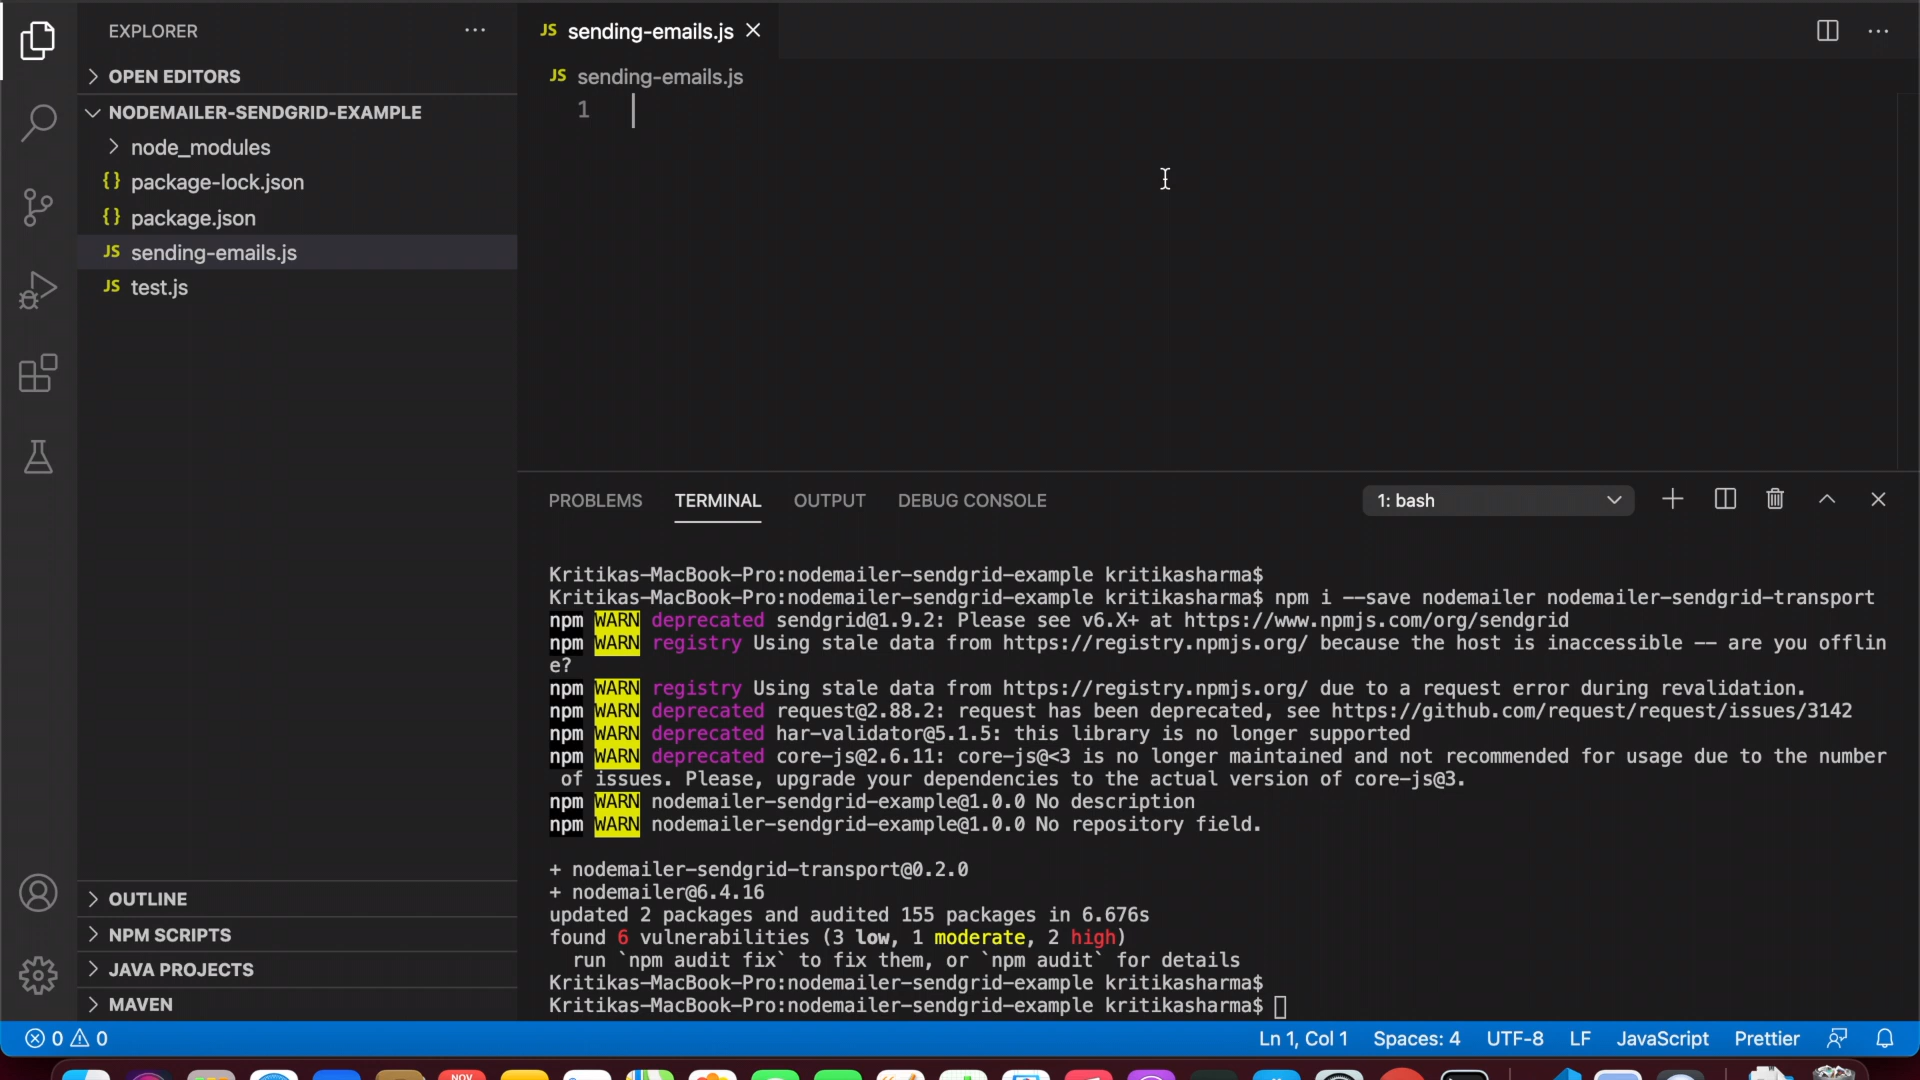 EXPLORER
OPEN EDITORS
NODEMAILER-SENDGRID-EXAMPLE
node_modules
{} package-lock.json
{} package.json
JS sending-emails.js
JS test.js
OUTLINE
NPM SCRIPTS
JAVA PROJECTS
MAVEN
JS sending-emails.js
JS sending-emails.js
1
PROBLEMS TERMINAL OUTPUT DEBUG CONSOLE 1: bash
Kritikas-MacBook-Pro:nodemailer-sendgrid-example kritikasharma$
Kritikas-MacBook-Pro:nodemailer-sendgrid-example kritikasharma$ npm i --save nodemailer nodemailer-sendgrid-transport
npm WARN deprecated sendgrid@1.9.2: Please see v6.X+ at https://www.npmjs.com/org/sendgrid
npm WARN registry Using stale data from https://registry.npmjs.org/ because the host is inaccessible -- are you offlin
e?
npm WARN registry Using stale data from https://registry.npmjs.org/ due to a request error during revalidation.
npm WARN deprecated request@2.88.2: request has been deprecated, see https://github.com/request/request/issues/3142
npm WARN deprecated har-validator@5.1.5: this library is no longer supported
npm WARN deprecated core-js@2.6.11: core-js@<3 is no longer maintained and not recommended for usage due to the number
of issues. Please, upgrade your dependencies to the actual version of core-js@3.
npm WARN nodemailer-sendgrid-example@1.0.0 No description
npm WARN nodemailer-sendgrid-example@1.0.0 No repository field.
+ nodemailer-sendgrid-transport@0.2.0
+ nodemailer@6.4.16
updated 2 packages and audited 155 packages in 6.676s
found 6 vulnerabilities (3 low, 1 moderate, 2 high)
run `npm audit fix` to fix them, or `npm audit` for details
Kritikas-MacBook-Pro:nodemailer-sendgrid-example kritikasharma$
Kritikas-MacBook-Pro:nodemailer-sendgrid-example kritikasharma$
0 0 Ln 1, Col 1 Spaces: 4 UTF-8 LF JavaScript Prettier
NOV